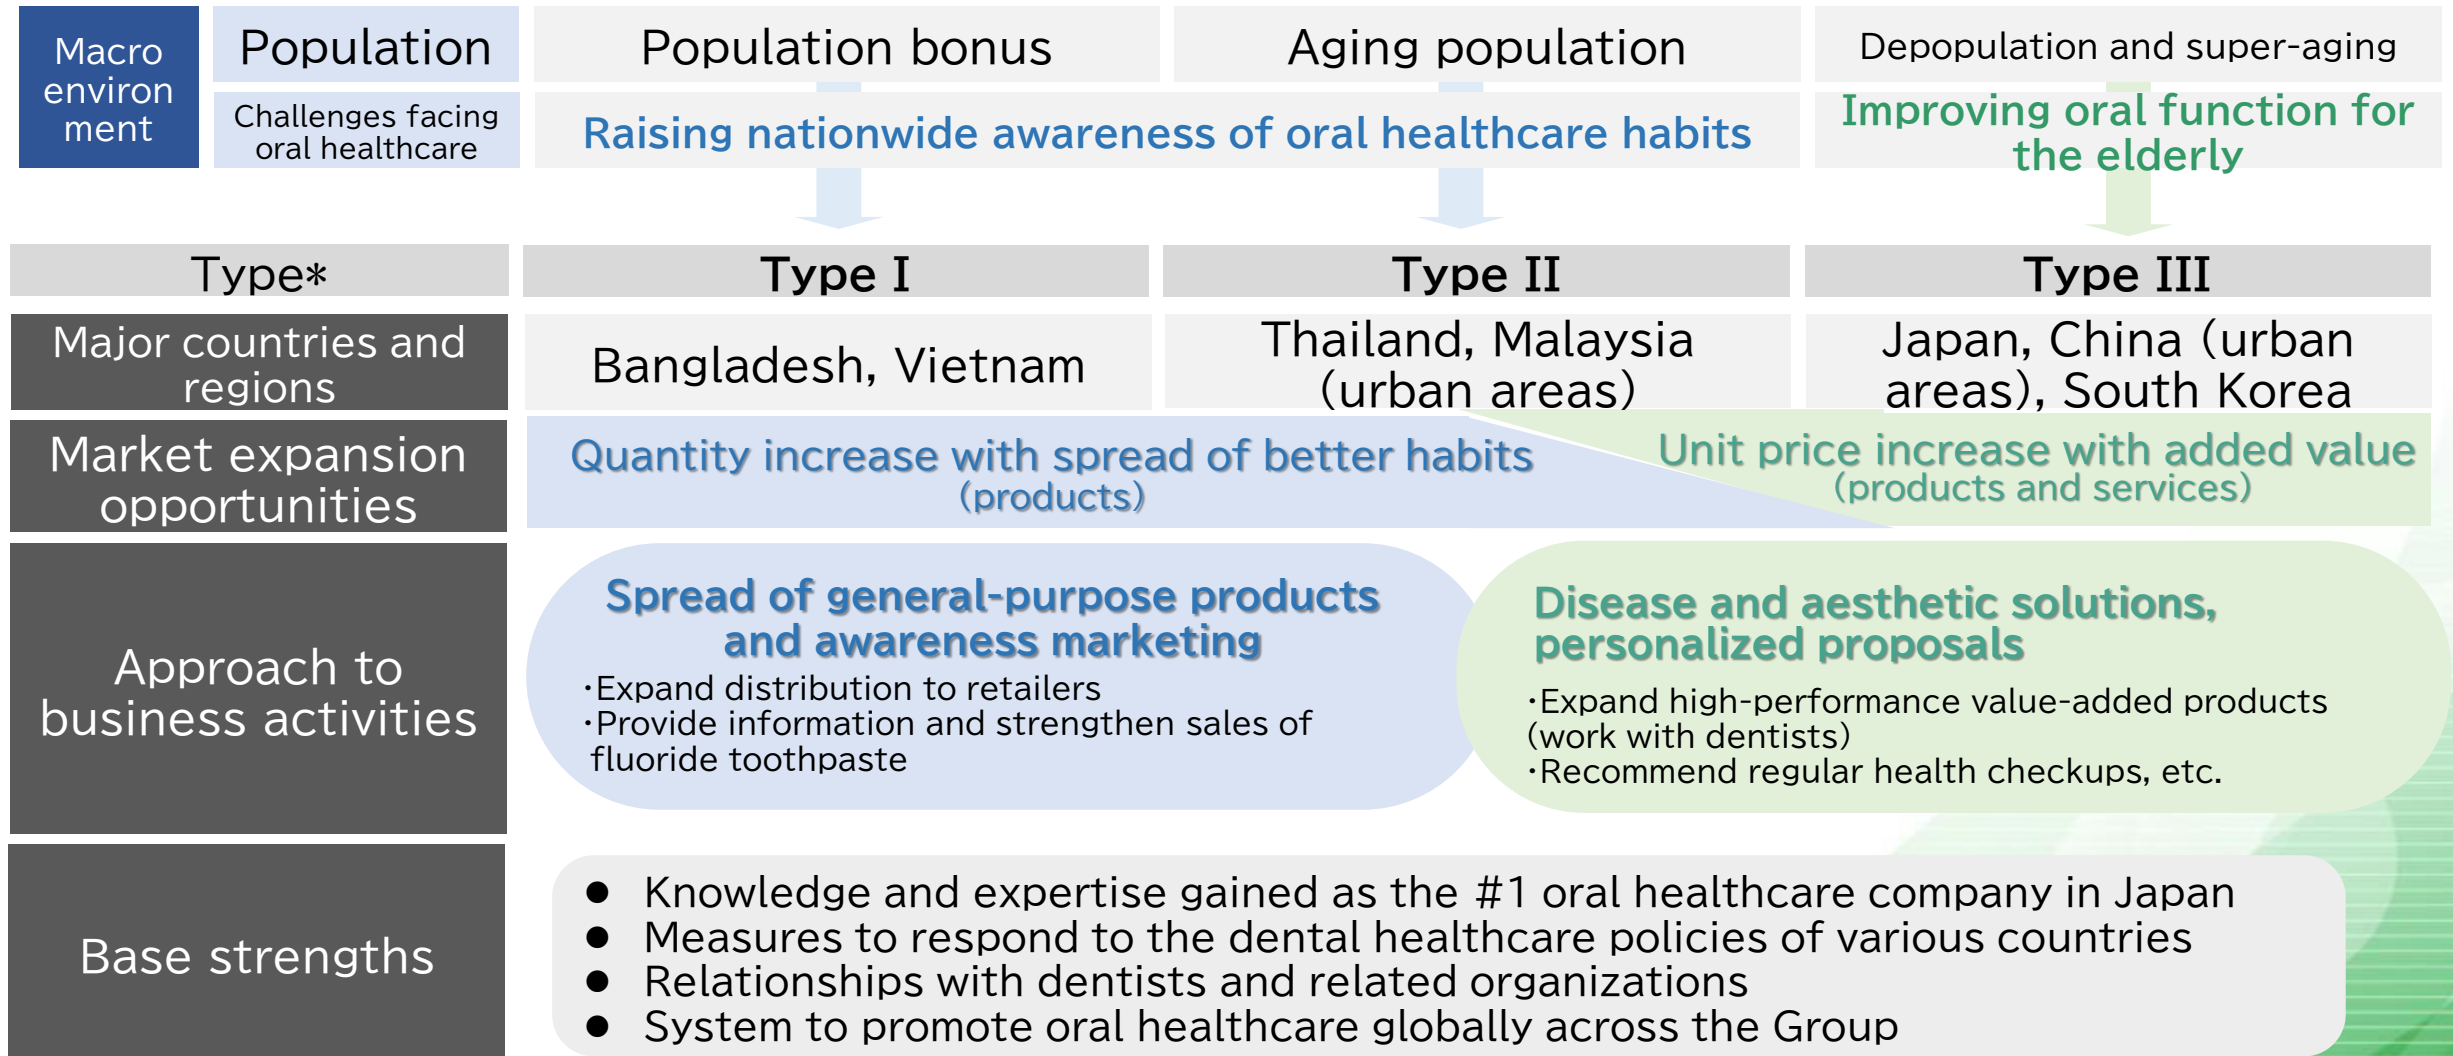 Macro
environ
ment
Population
Population bonus
Aging population
Depopulation and super-aging
Challenges facing
oral healthcare
Raising nationwide awareness of oral healthcare habits
Improving oral function for
the elderly
Type*
Type I
Type II
Type III
Major countries and
regions
Bangladesh, Vietnam
Thailand, Malaysia
(urban areas)
Japan, China (urban
areas), South Korea
Market expansion
opportunities
Quantity increase with spread of better habits
(products)
Unit price increase with added value
(products and services)
Approach to
business activities
Spread of general-purpose products
and awareness marketing
・Expand distribution to retailers
・Provide information and strengthen sales of
fluoride toothpaste
Disease and aesthetic solutions,
personalized proposals
・Expand high-performance value-added products
(work with dentists)
・Recommend regular health checkups, etc.
Base strengths
● Knowledge and expertise gained as the #1 oral healthcare company in Japan
● Measures to respond to the dental healthcare policies of various countries
● Relationships with dentists and related organizations
● System to promote oral healthcare globally across the Group